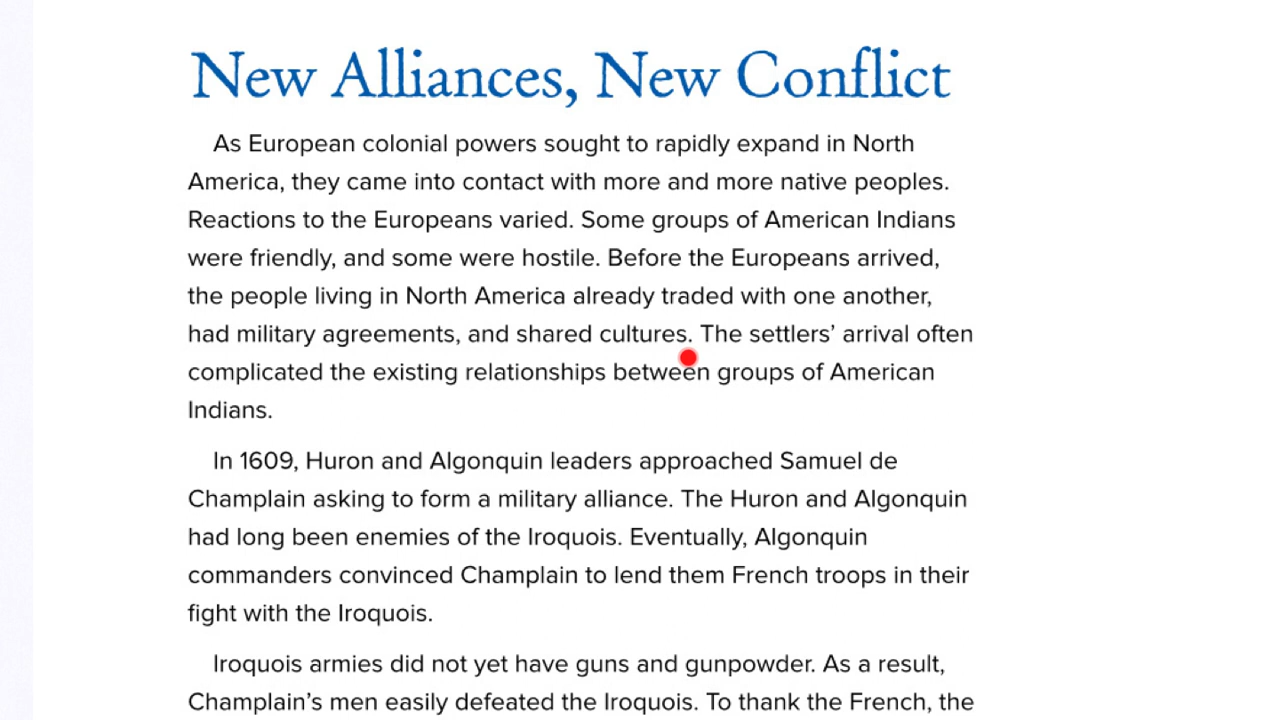 New Alliances, New Conflict
As European colonial powers sought to rapidly expand in North
America, they came into contact with more and more native peoples.
Reactions to the Europeans varied. Some groups of American Indians
were friendly, and some were hostile. Before the Europeans arrived,
the people living in North America already traded with one another,
had military agreements, and shared cultures. The settlers’ arrival often
complicated the existing relationships between groups of American
Indians.
In 1609, Huron and Algonquin leaders approached Samuel de
Champlain asking to form a military alliance. The Huron and Algonquin
had long been enemies of the Iroquois. Eventually, Algonquin
commanders convinced Champlain to lend them French troops in their
fight with the Iroquois.
Iroquois armies did not yet have guns and gunpowder. As a result,
Champlain’s men easily defeated the Iroquois. To thank the French, the